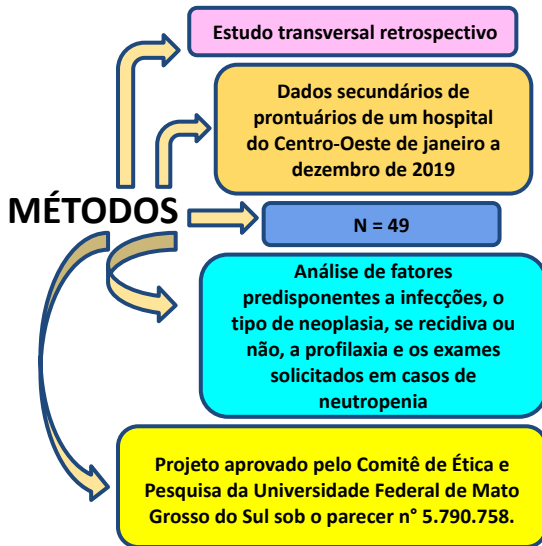 Estudo transversal retrospectivo
Dados secundários de
prontuários de um hospital
do Centro-Oeste de janeiro a
dezembro de 2019
MÉTODOS
N = 49
Análise de fatores
predisponentes a infecções, o
tipo de neoplasia, se recidiva ou
não, a profilaxia e os exames
solicitados em casos de
neutropenia
Projeto aprovado pelo Comitê de Ética e
Pesquisa da Universidade Federal de Mato
Grosso do Sul sob o parecer n° 5.790.758.